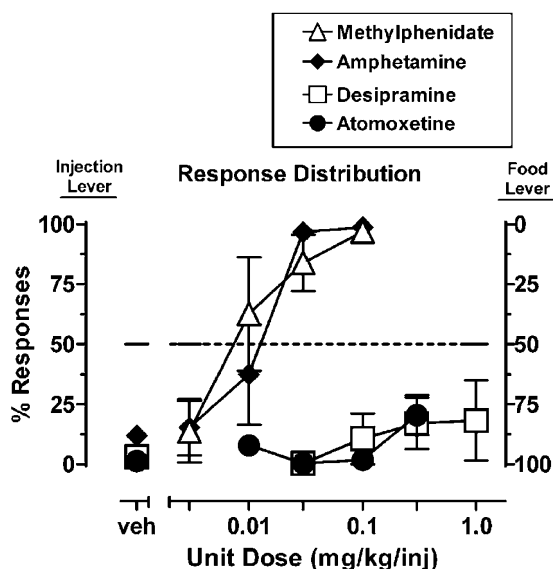 Methylphenidate
Amphetamine
Desipramine
Atomoxetine
Injection
Lever
Response Distribution
Food
Lever
100
75
50
25
0
% Responses
0
25
50
75
100
veh
0.01
0.1
1.0
Unit Dose (mg/kg/inj)